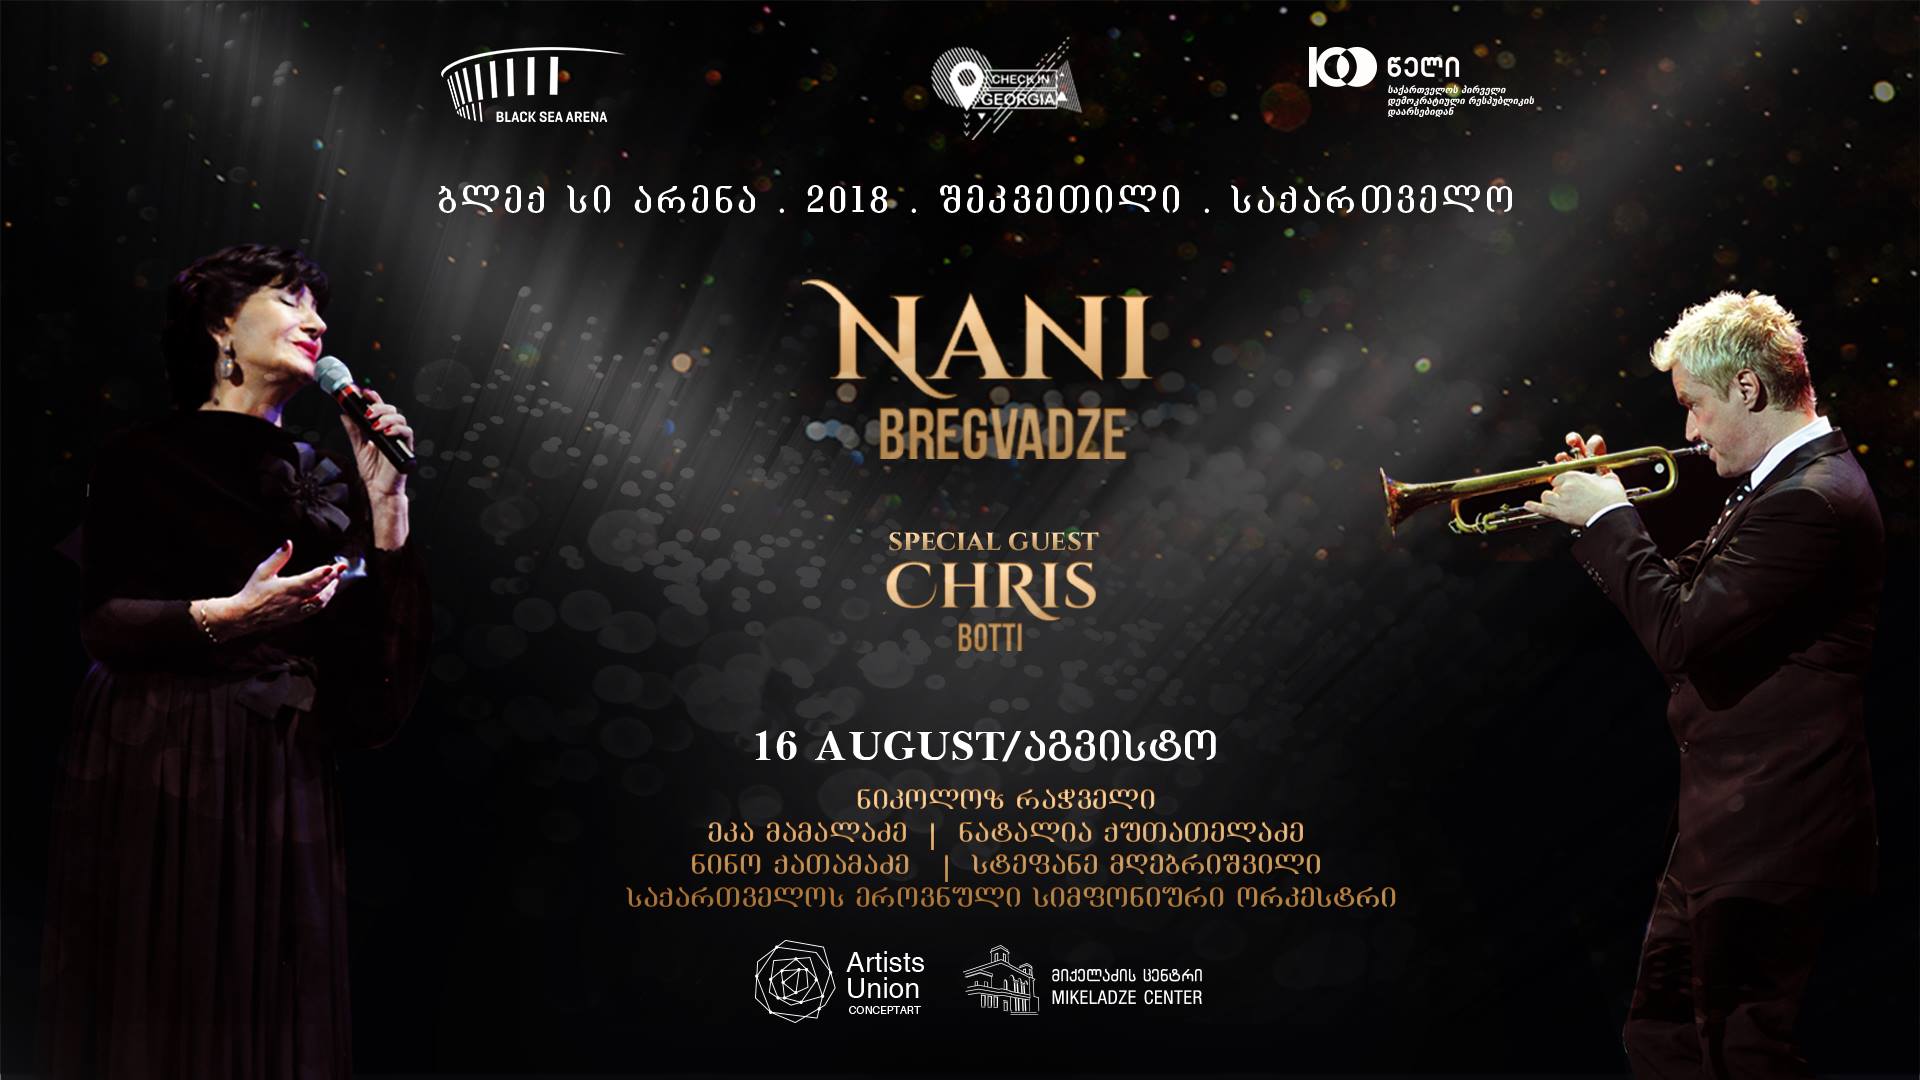 BLACK SEA ARENA
CHECK IN
GEORGIA
100 წელი
საქართველოს პირველი
დემოკრატიული რესპუბლიკის
დაარსებიდან
ბლექ სი არენა . 2018 . შეკვეთილი . საქართველო
NANI
BREGVADZE
SPECIAL GUEST
CHRIS
BOTTI
16 AUGUST/აგვისტო
ნიკოლოზ რაჭველი
ეკა მამალაძე | ნატალია ქუთათელაძე
ნინო ქათამაძე | სტეფანე მღებრიშვილი
საქართველოს ეროვნული სიმფონიური ორკესტრი
Artists
Union
CONCEPTART
მიქელაძის ცენტრი
MIKELADZE CENTER